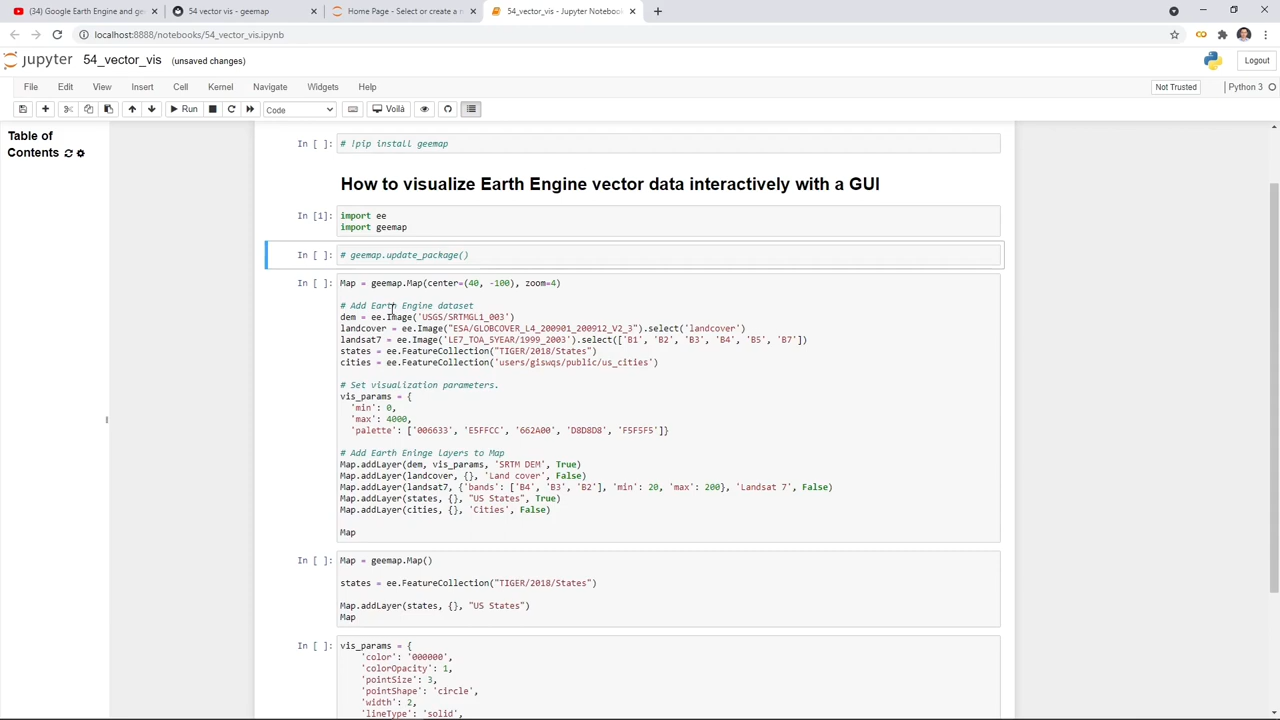 (34) Google Earth Engine and ge
54 vector vis - geemap
Home Page - Select or create a n
54_vector_vis - Jupyter Notebook
localhost:8888/notebooks/54_vector_vis.ipynb
jupyter 54_vector_vis (unsaved changes)
Logout
File Edit View Insert Cell Kernel Navigate Widgets Help
Not Trusted
Python 3
Run
Code
Voilà
Table of
Contents
In [ ]: # !pip install geemap
How to visualize Earth Engine vector data interactively with a GUI
In [1]: import ee
import geemap
In [ ]: # geemap.update_package()
In [ ]: Map = geemap.Map(center=(40, -100), zoom=4)
# Add Earth Engine dataset
dem = ee.Image('USGS/SRTMGL1_003')
landcover = ee.Image("ESA/GLOBCOVER_L4_200901_200912_V2_3").select('landcover')
landsat7 = ee.Image('LE7_TOA_5YEAR/1999_2003').select(['B1', 'B2', 'B3', 'B4', 'B5', 'B7'])
states = ee.FeatureCollection("TIGER/2018/States")
cities = ee.FeatureCollection('users/giswqs/public/us_cities')
# Set visualization parameters.
vis_params = {
'min': 0,
'max': 4000,
'palette': ['006633', 'E5FFCC', '662A00', 'D8D8D8', 'F5F5F5']}
# Add Earth Eninge layers to Map
Map.addLayer(dem, vis_params, 'SRTM DEM', True)
Map.addLayer(landcover, {}, 'Land cover', False)
Map.addLayer(landsat7, {'bands': ['B4', 'B3', 'B2'], 'min': 20, 'max': 200}, 'Landsat 7', False)
Map.addLayer(states, {}, "US States", True)
Map.addLayer(cities, {}, 'Cities', False)
Map
In [ ]: Map = geemap.Map()
states = ee.FeatureCollection("TIGER/2018/States")
Map.addLayer(states, {}, "US States")
Map
In [ ]: vis_params = {
'color': '000000',
'colorOpacity': 1,
'pointSize': 3,
'pointShape': 'circle',
'width': 2,
'lineType': 'solid',